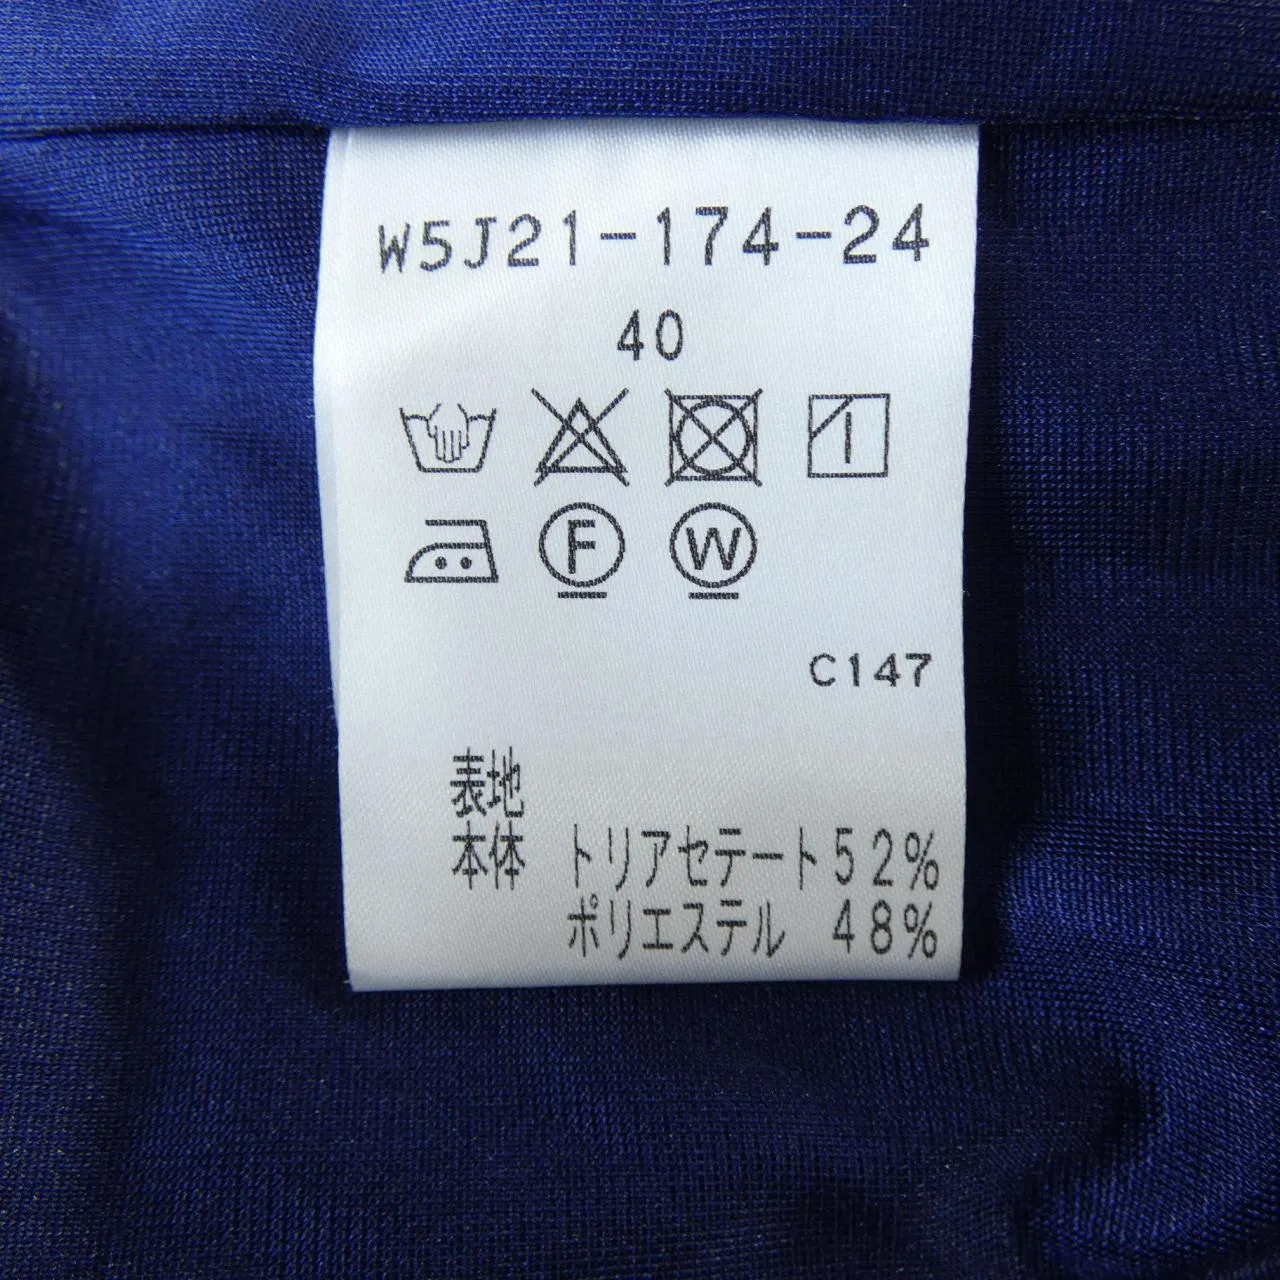 W5J21-174-24
40
F W
C147
表地
本体 トリアセテート52%
ポリエステル 48%